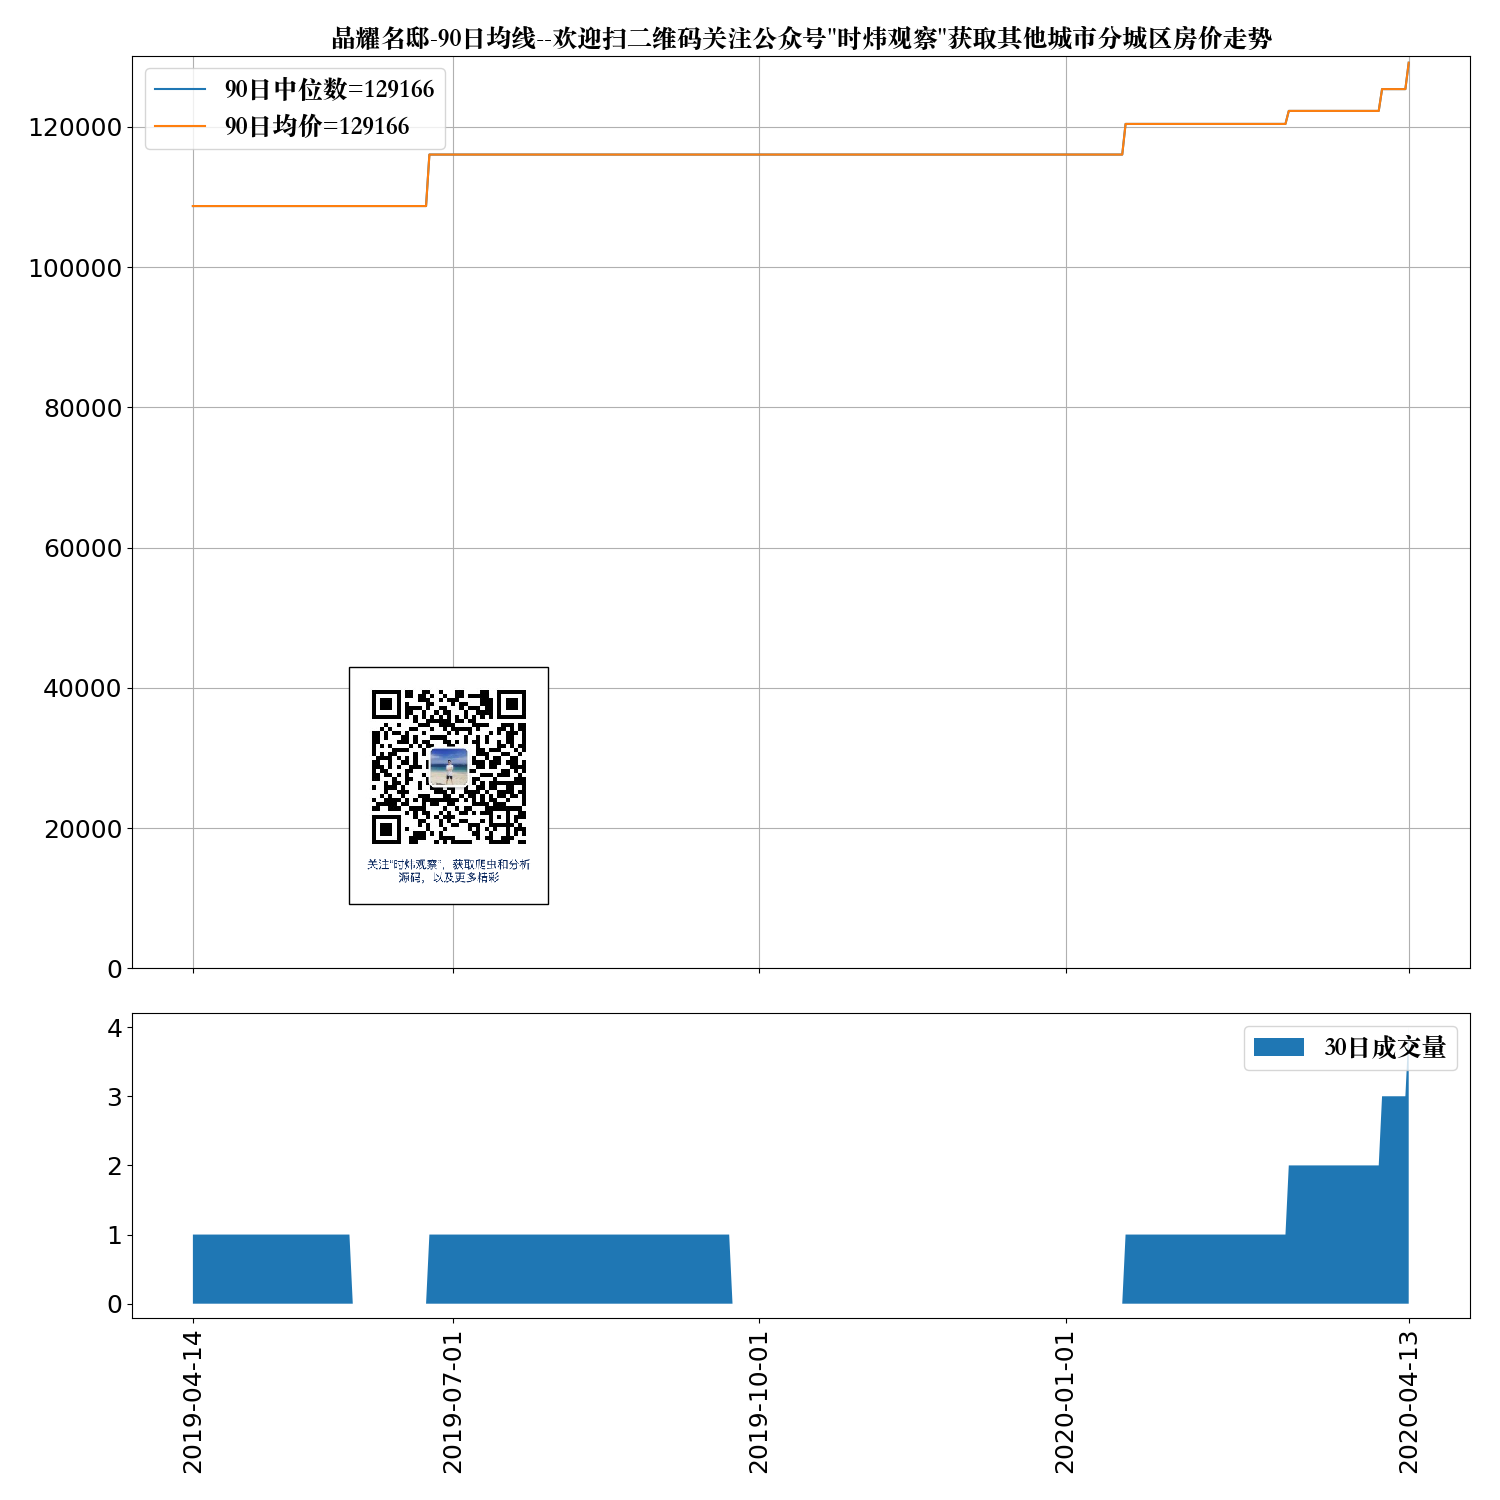 晶耀名邸-90日均线--欢迎扫二维码关注公众号"时炜观察"获取其他城市分城区房价走势
90日中位数=129166
90日均价=129166
120000
100000
80000
60000
40000
20000
0
关注“时炜观察”，获取爬虫和分析
源码，以及更多精彩
30日成交量
4
3
2
1
0
2019-04-14
2019-07-01
2019-10-01
2020-01-01
2020-04-13